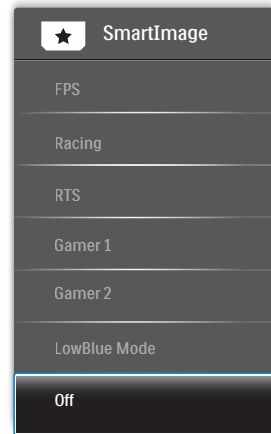 SmartImage
FPS
Racing
RTS
Gamer 1
Gamer 2
LowBlue Mode
Off